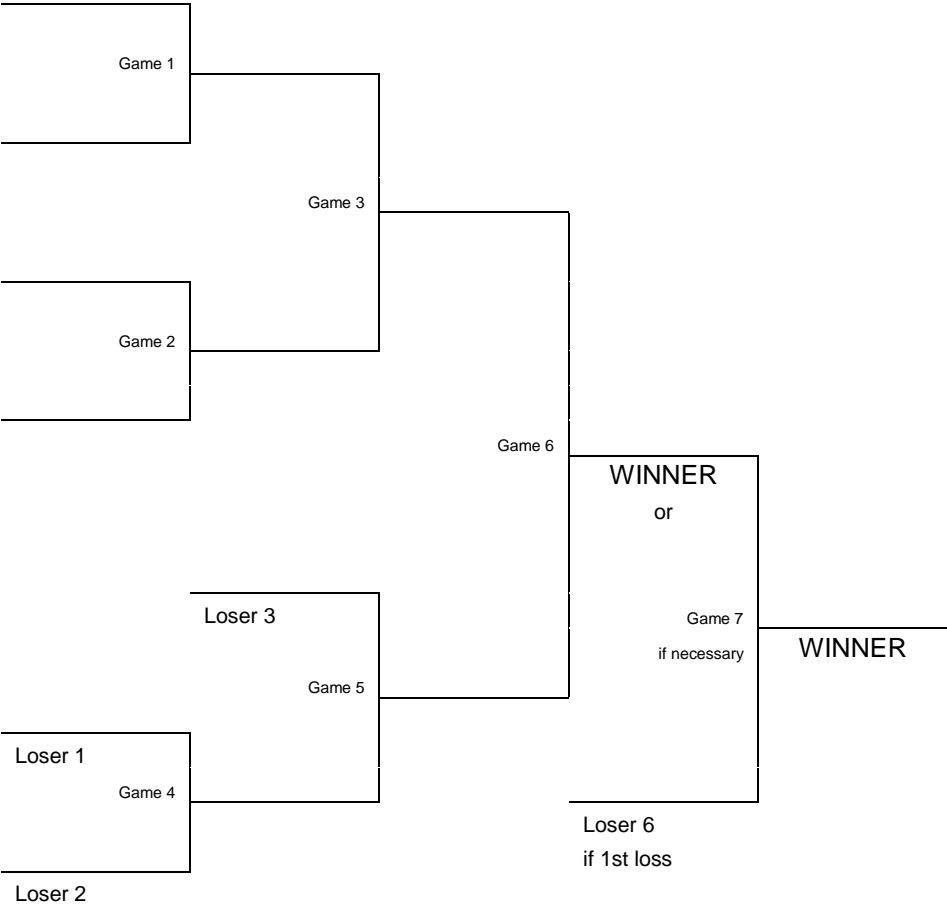 Game 1
Game 3
Game 2
Game 6
WINNER
or
Loser 3
Game 7
if necessary
WINNER
Game 5
Loser 1
Game 4
Loser 6
if 1st loss
Loser 2